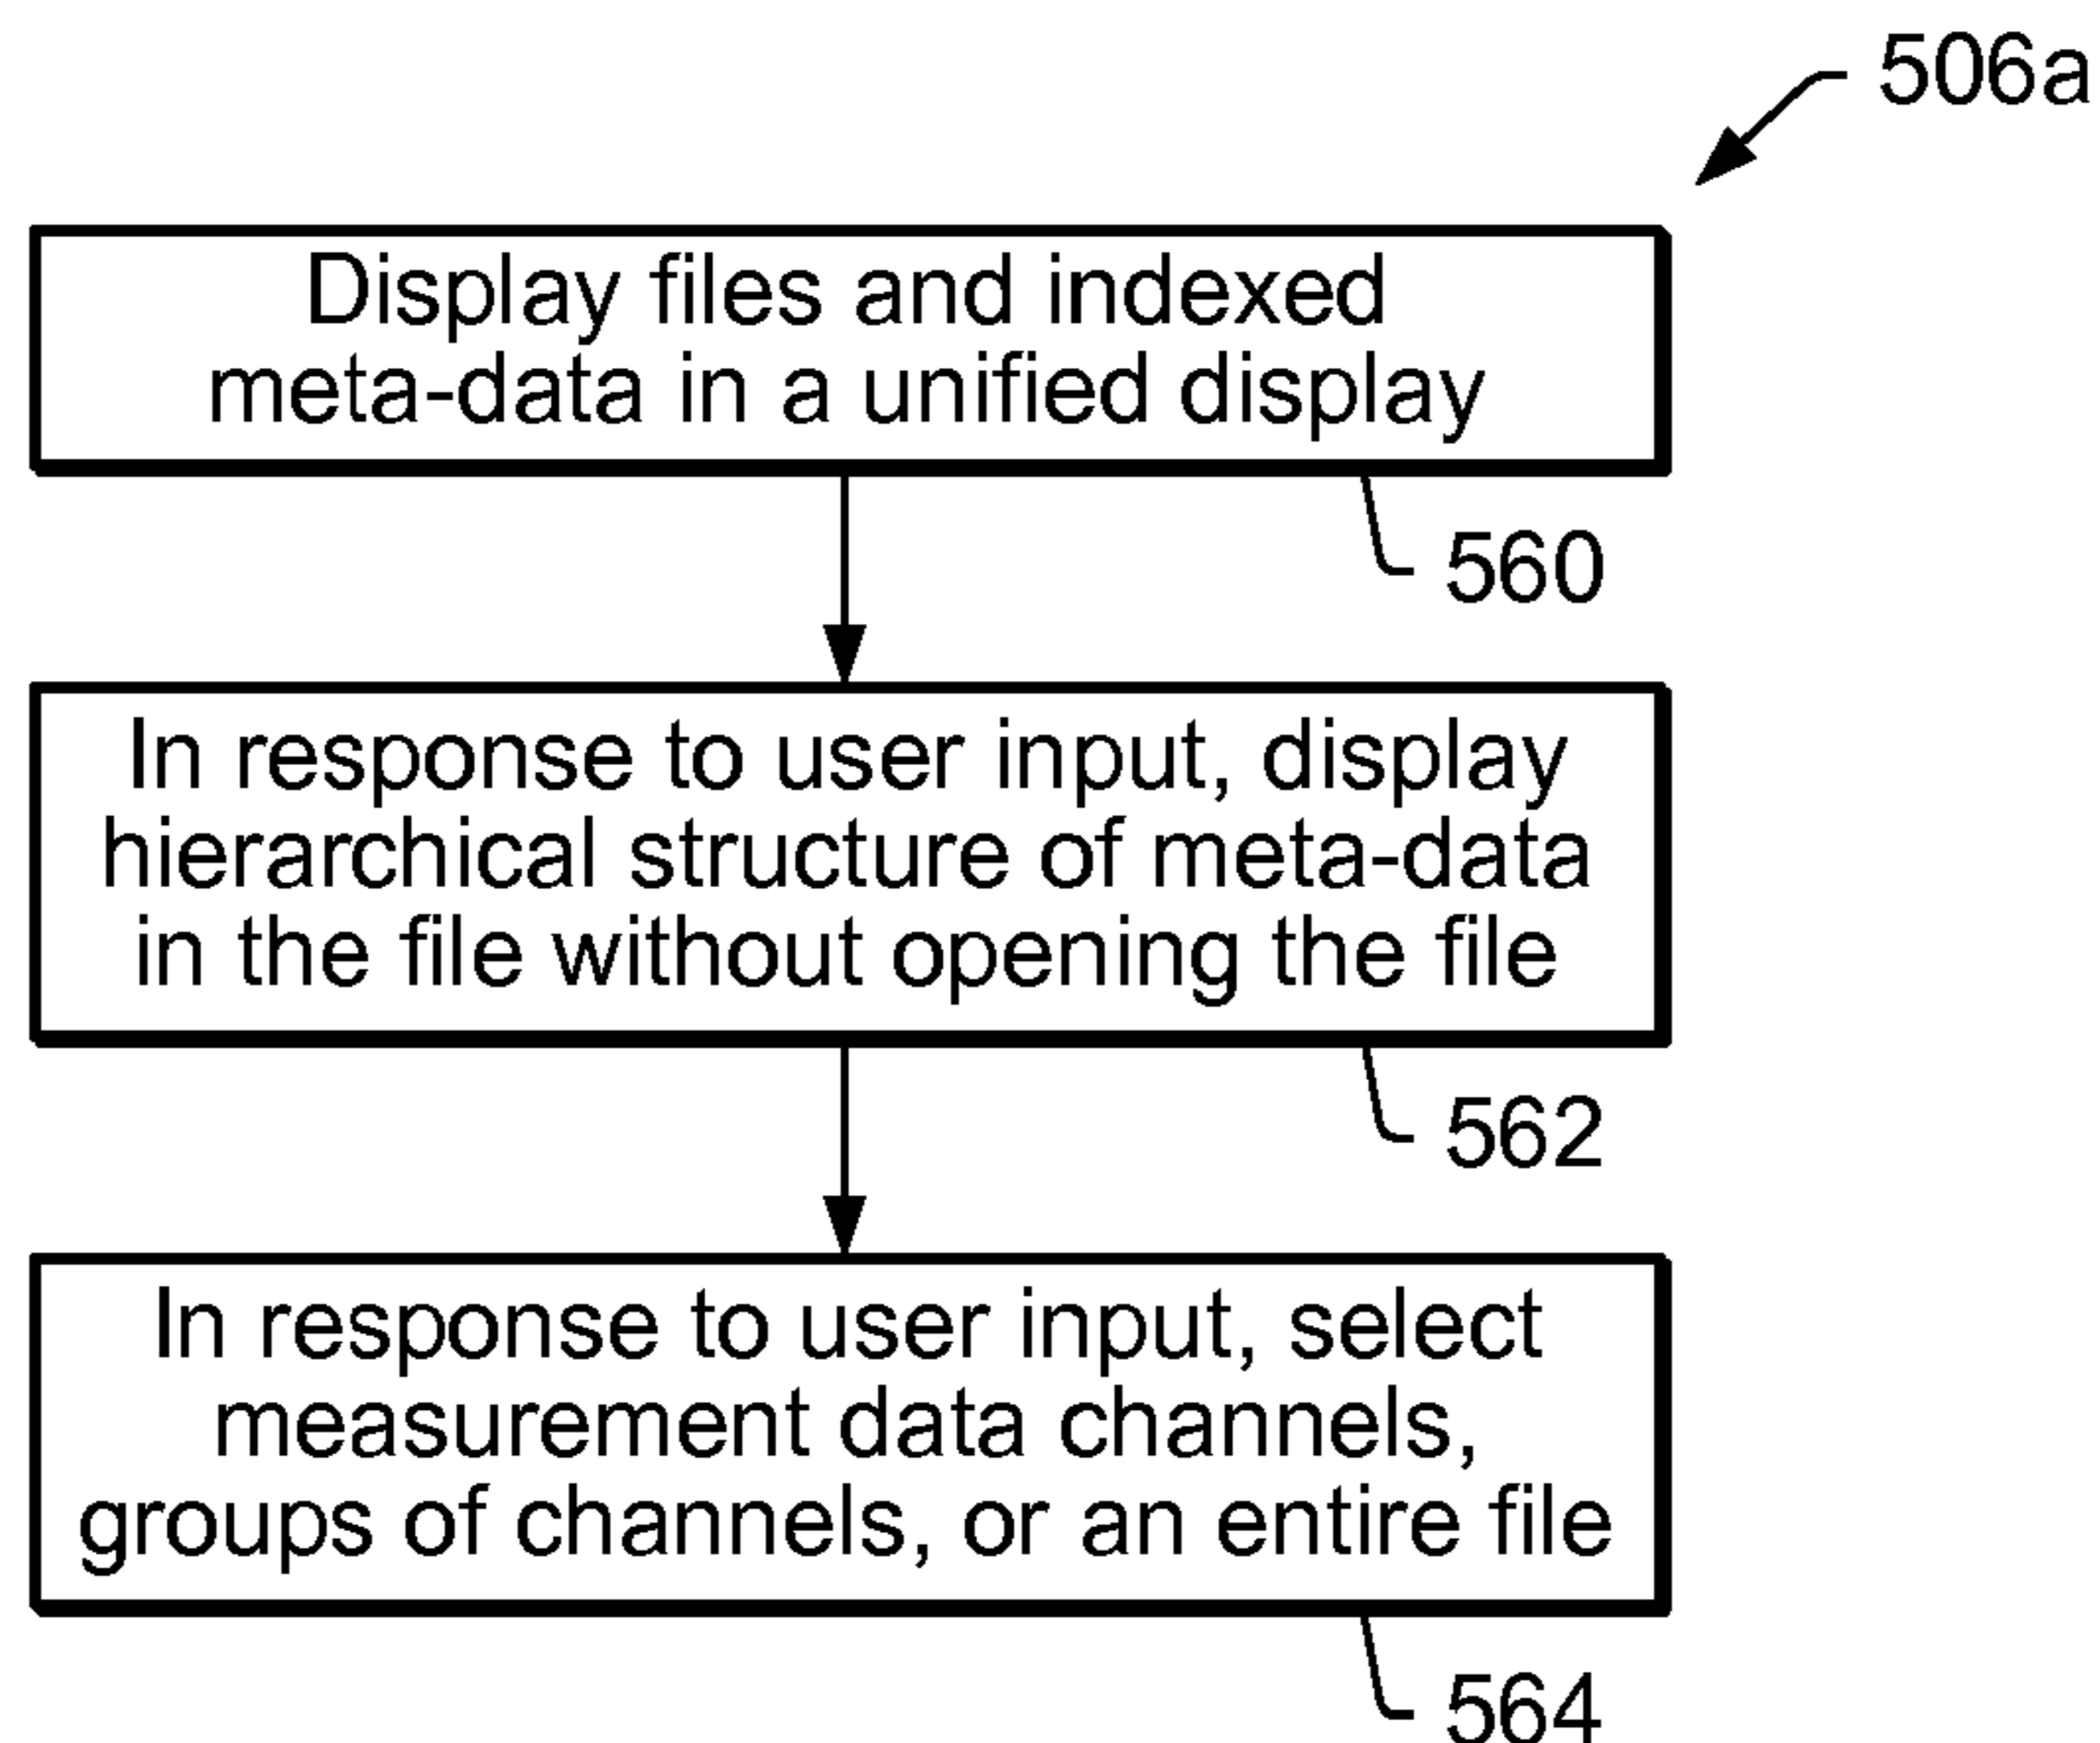 506a
Display files and indexed
meta-data in a unified display
560
In response to user input, display
hierarchical structure of meta-data
in the file without opening the file
562
In response to user input, select
measurement data channels,
groups of channels, or an entire file
564